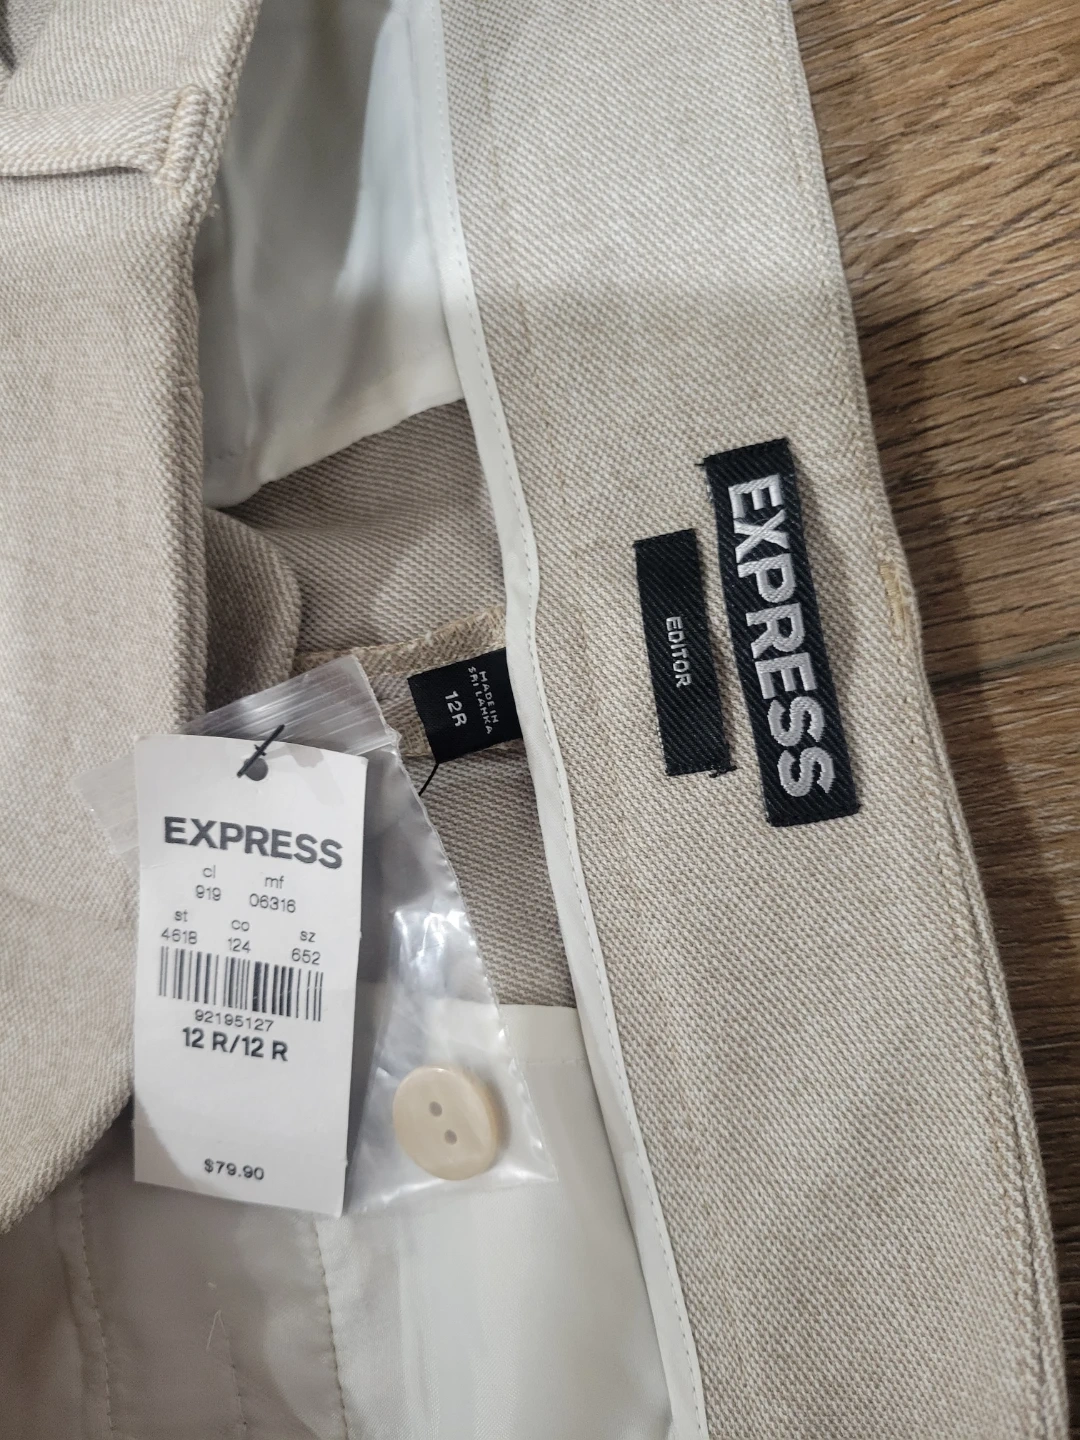 EXPRESS
EDITOR
MADE IN
SRI LANKA
12R
EXPRESS
cl mf
919 06316
st co sz
4618 124 652
92195127
12 R/12 R
$79.90